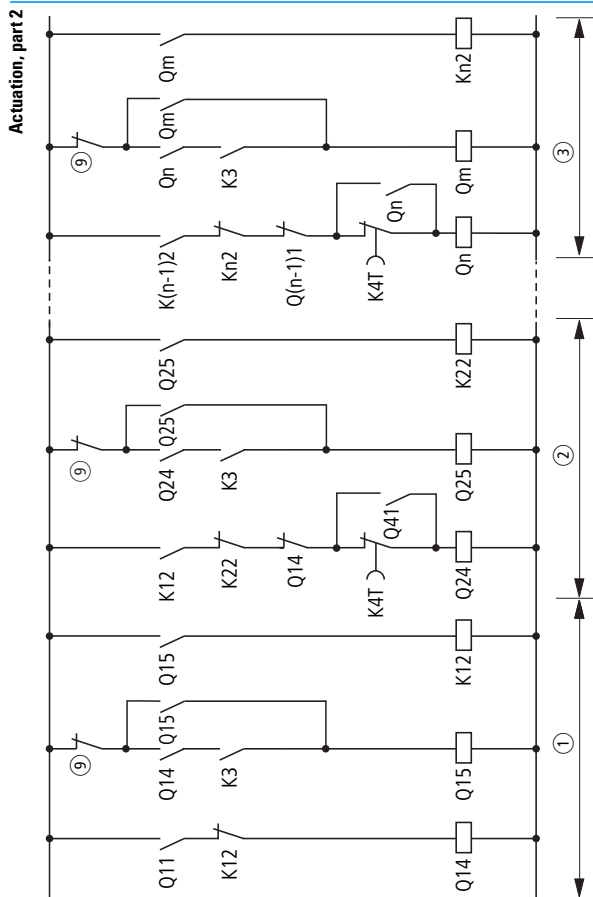 Actuation, part 2
Q11
K12
Q14
⑨
Q14
Q15
K3
Q15
Q15
K12
①
K12
K22
Q14
K4T
Q41
Q24
⑨
Q24
Q25
K3
Q25
Q25
K22
②
K(n-1)2
Kn2
Q(n-1)1
K4T
Qn
Qn
⑨
Qn
Qm
K3
Qm
Qm
Kn2
③